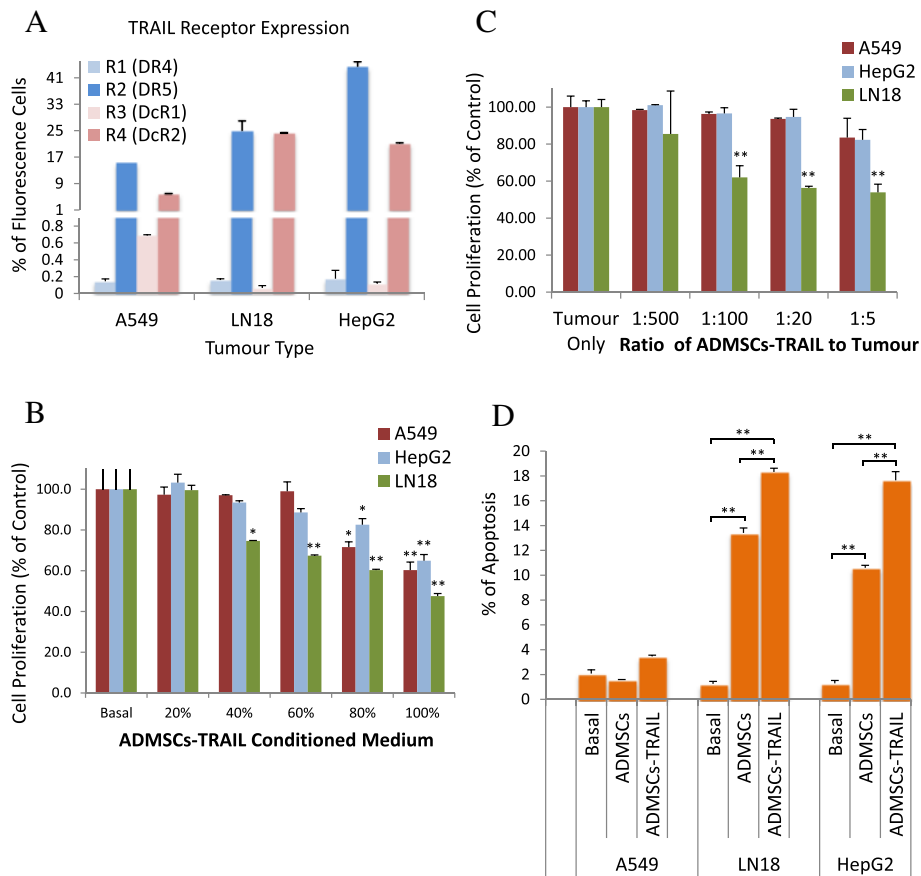 A
TRAIL Receptor Expression
R1 (DR4)
R2 (DR5)
R3 (DcR1)
R4 (DcR2)
% of Fluorescence Cells
41
33
25
17
9
1
0.8
0.6
0.4
0.2
0
A549 LN18 HepG2
Tumour Type
C
A549
HepG2
LN18
Cell Proliferation (% of Control)
100.00
80.00
60.00
40.00
20.00
0.00
** ** **
Tumour Only 1:500 1:100 1:20 1:5
Ratio of ADMSCs-TRAIL to Tumour
B
A549
HepG2
LN18
Cell Proliferation (% of Control)
100.0
80.0
60.0
40.0
20.0
0.0
* ** * * ** ** ** **
Basal 20% 40% 60% 80% 100%
ADMSCs-TRAIL Conditioned Medium
D
% of Apoptosis
20
18
16
14
12
10
8
6
4
2
0
** ** **
** ** **
Basal ADMSCs ADMSCs-TRAIL Basal ADMSCs ADMSCs-TRAIL Basal ADMSCs ADMSCs-TRAIL
A549 LN18 HepG2